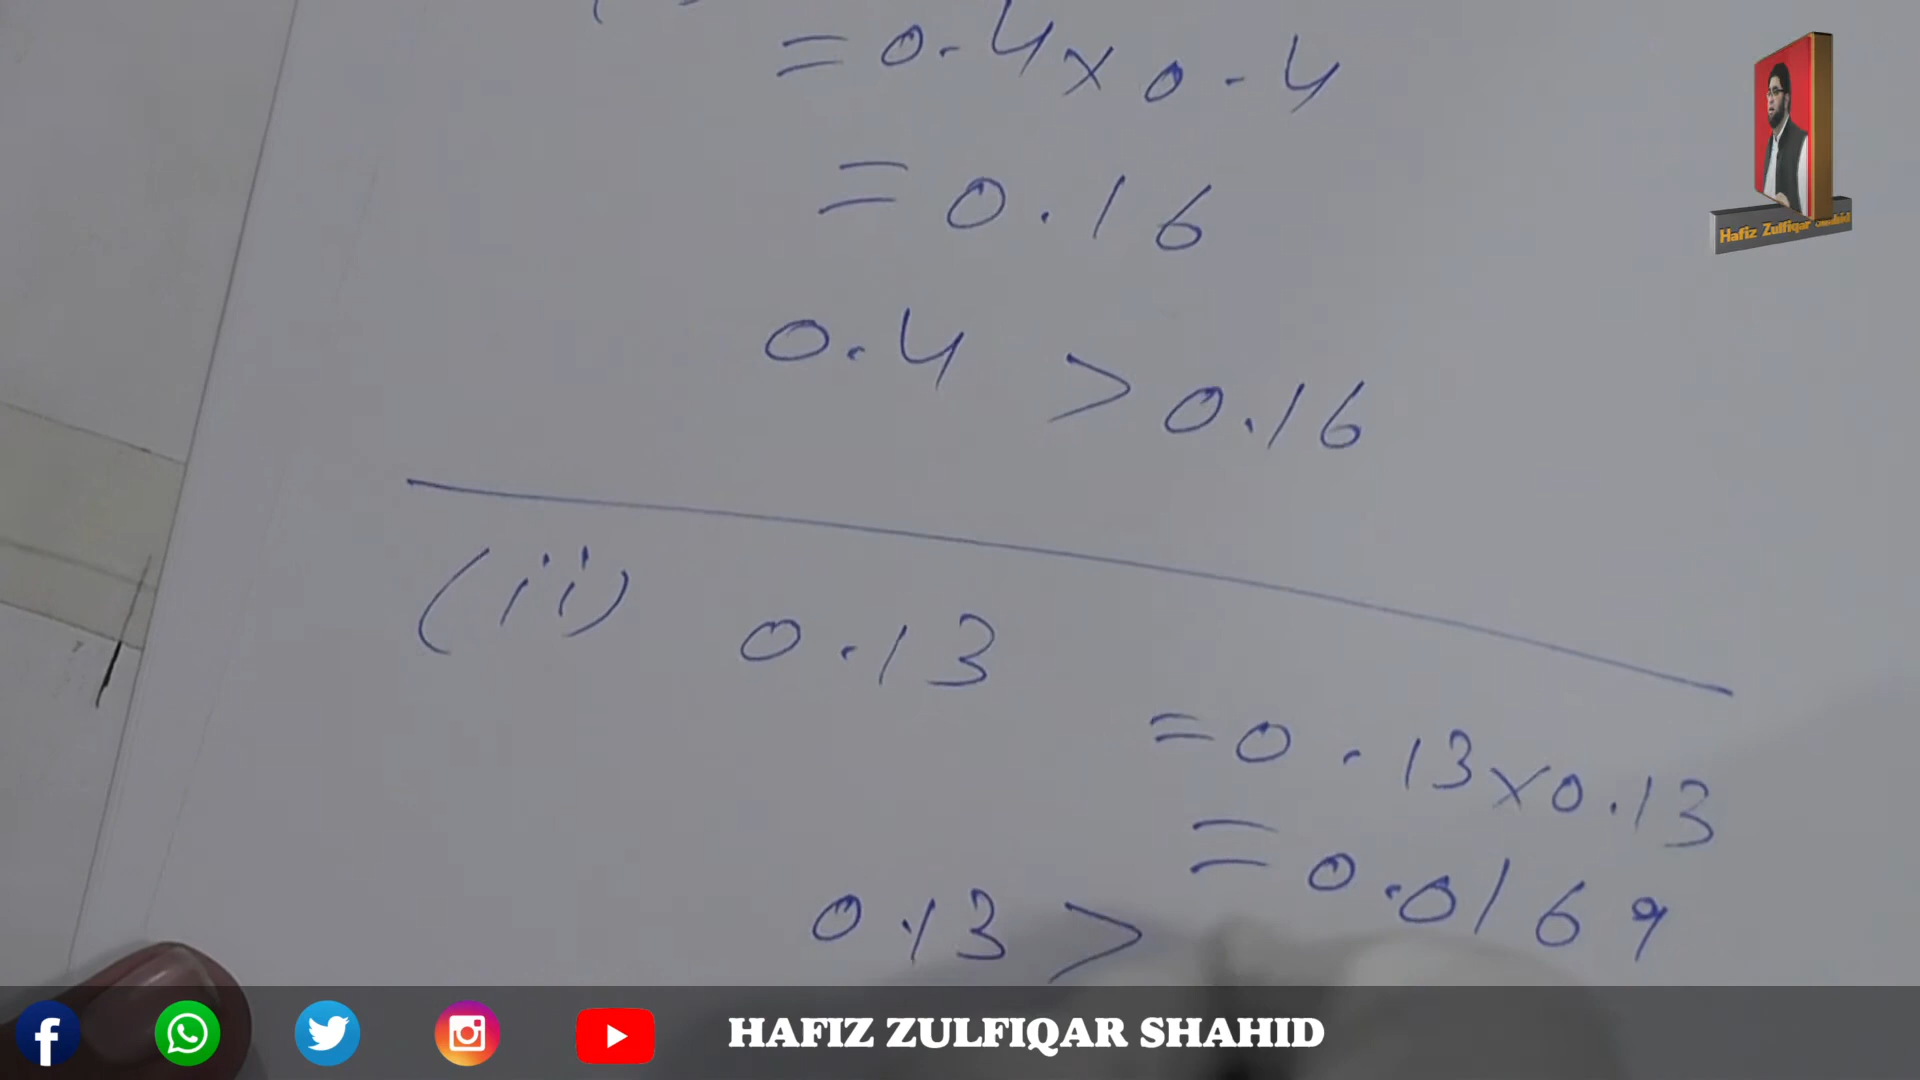 = 0.4 × 0.4
= 0.16
0.4 > 0.16
(ii) 0.13
= 0.13 × 0.13
= 0.0169
0.13 >
Hafiz Zulfiqar Shahid
HAFIZ ZULFIQAR SHAHID